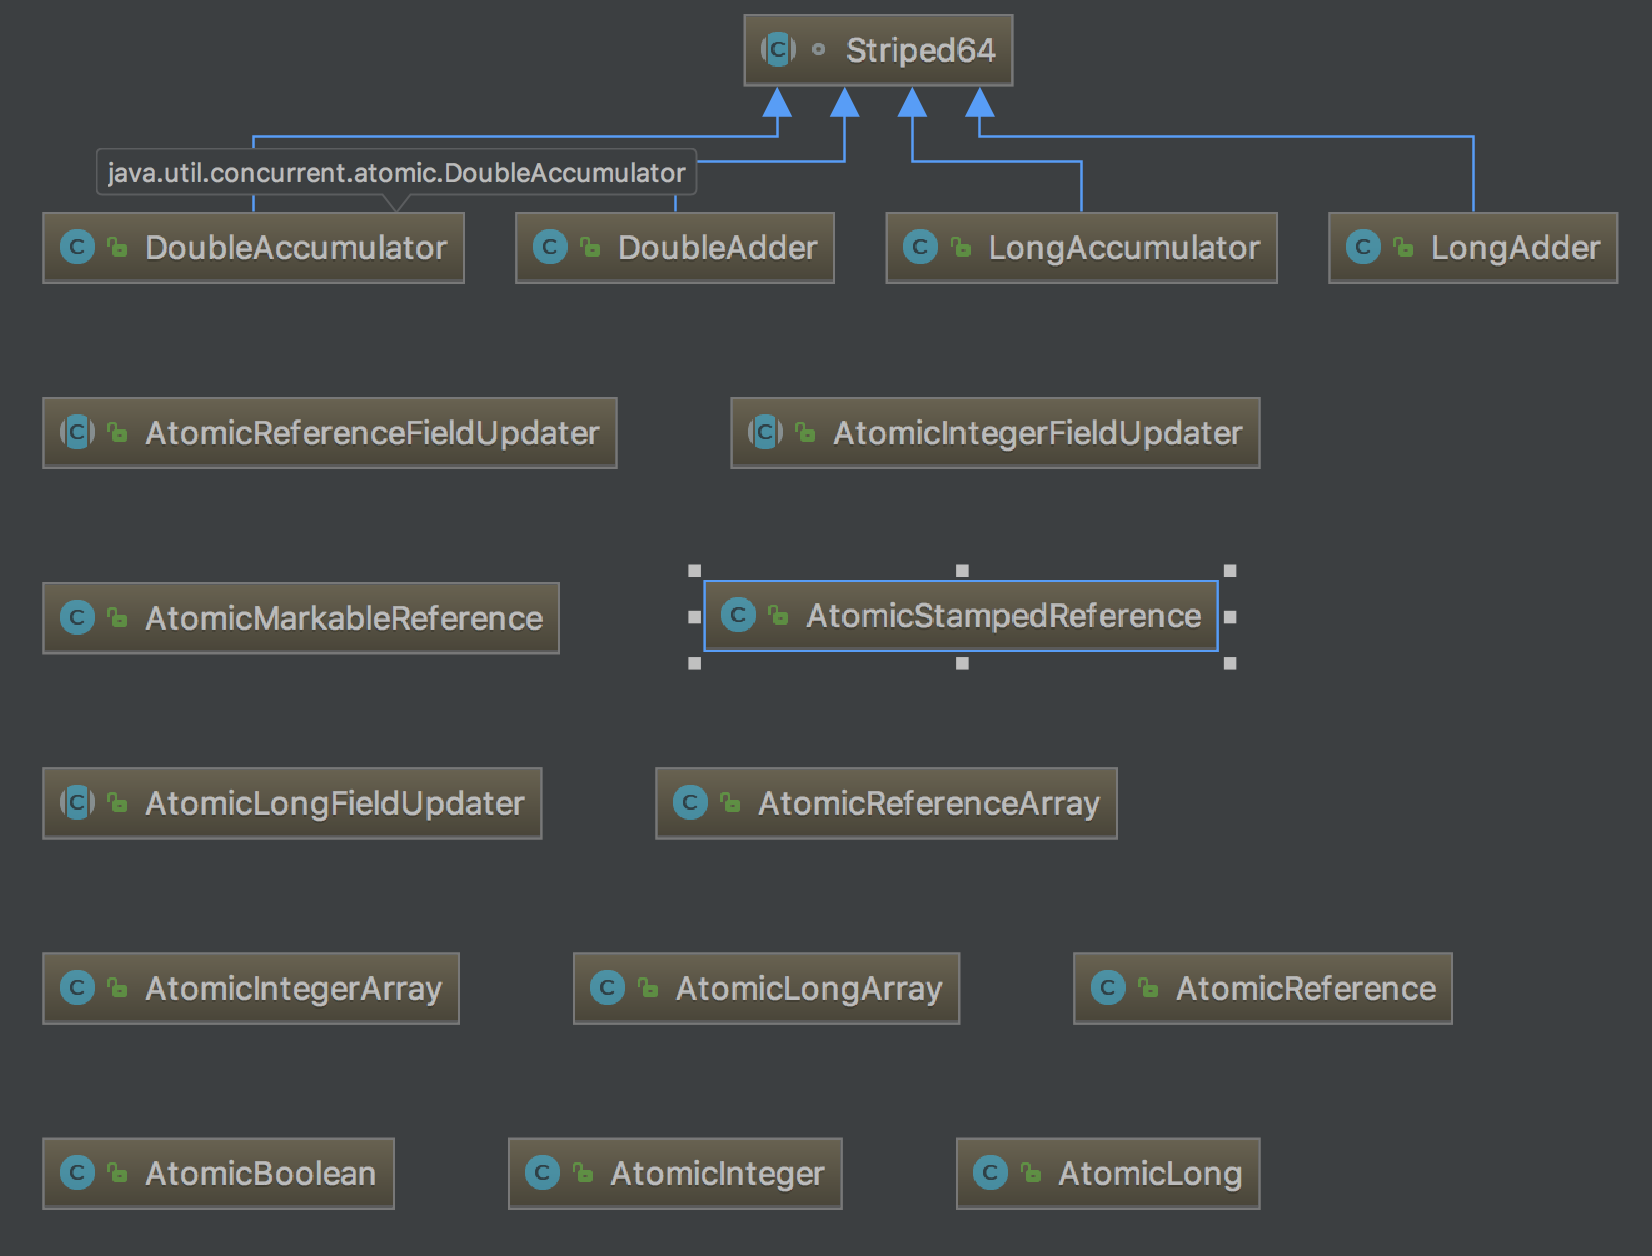 Striped64
java.util.concurrent.atomic.DoubleAccumulator
C DoubleAccumulator
C DoubleAdder
C LongAccumulator
C LongAdder
C AtomicReferenceFieldUpdater
C AtomicIntegerFieldUpdater
C AtomicMarkableReference
C AtomicStampedReference
C AtomicLongFieldUpdater
C AtomicReferenceArray
C AtomicIntegerArray
C AtomicLongArray
C AtomicReference
C AtomicBoolean
C AtomicInteger
C AtomicLong